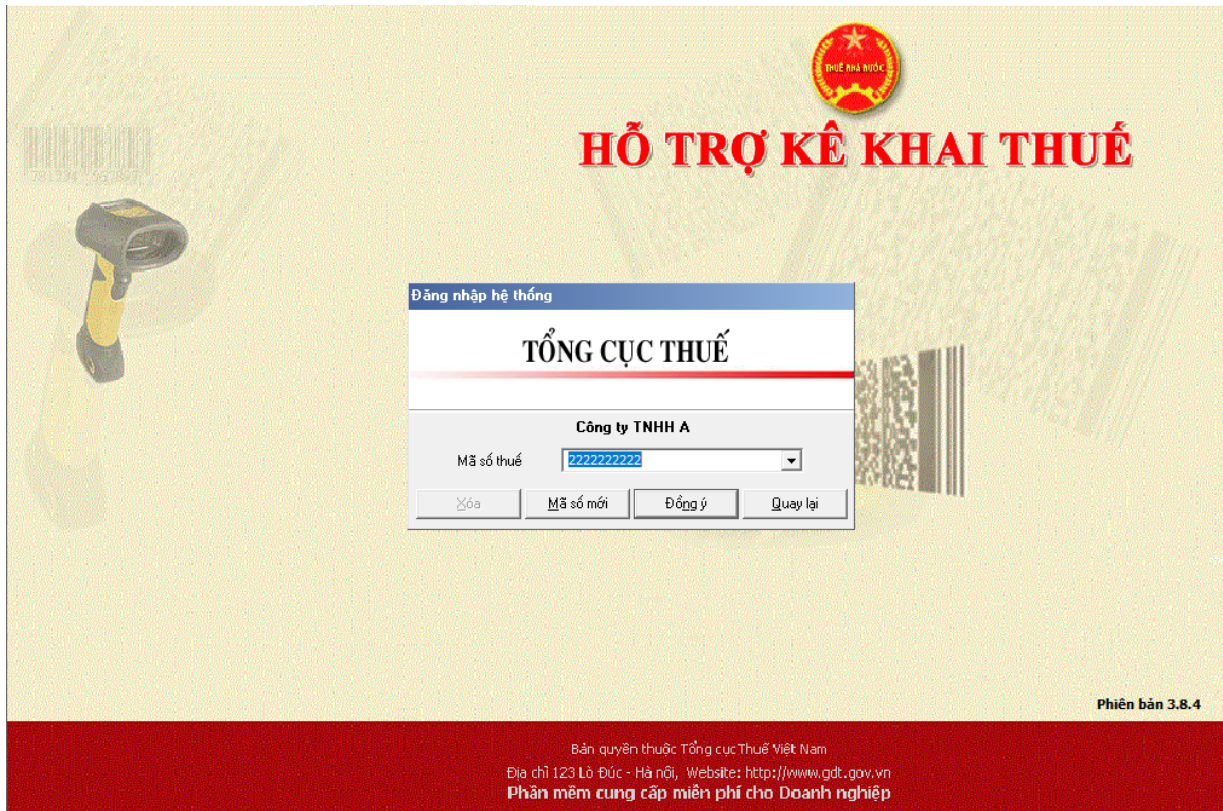 THUẾ NHÀ NƯỚC
HỖ TRỢ KÊ KHAI THUẾ
Đăng nhập hệ thống
TỔNG CỤC THUẾ
Công ty TNHH A
Mã số thuế 2222222222
Xóa Mã số mới Đồng ý Quay lại
Phiên bản 3.8.4
Bản quyền thuộc Tổng cục Thuế Việt Nam
Địa chỉ 123 Lò Đúc - Hà nội, Website: http://www.gdt.gov.vn
Phần mềm cung cấp miễn phí cho Doanh nghiệp